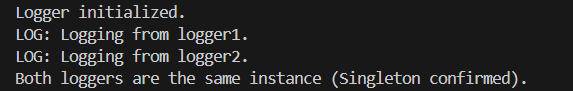 Logger initialized.
LOG: Logging from logger1.
LOG: Logging from logger2.
Both loggers are the same instance (Singleton confirmed).